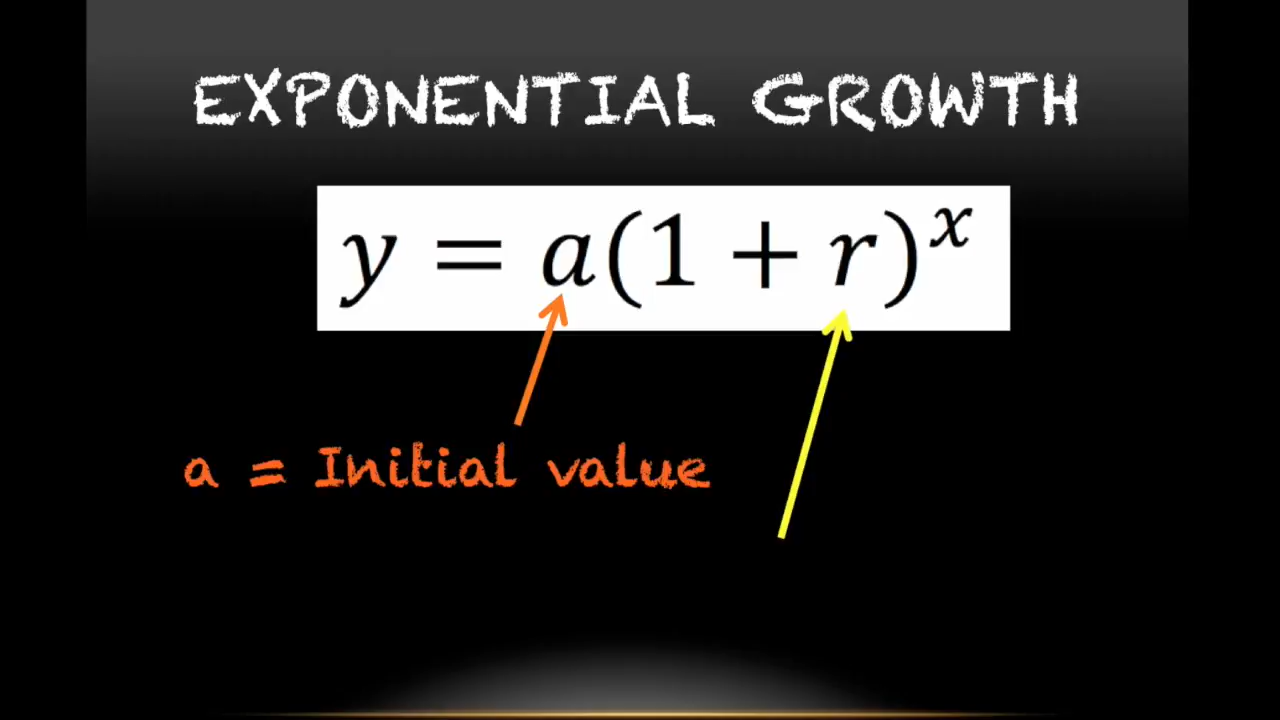 EXPONENTIAL GROWTH
y = a(1 + r)^x
a = Initial value